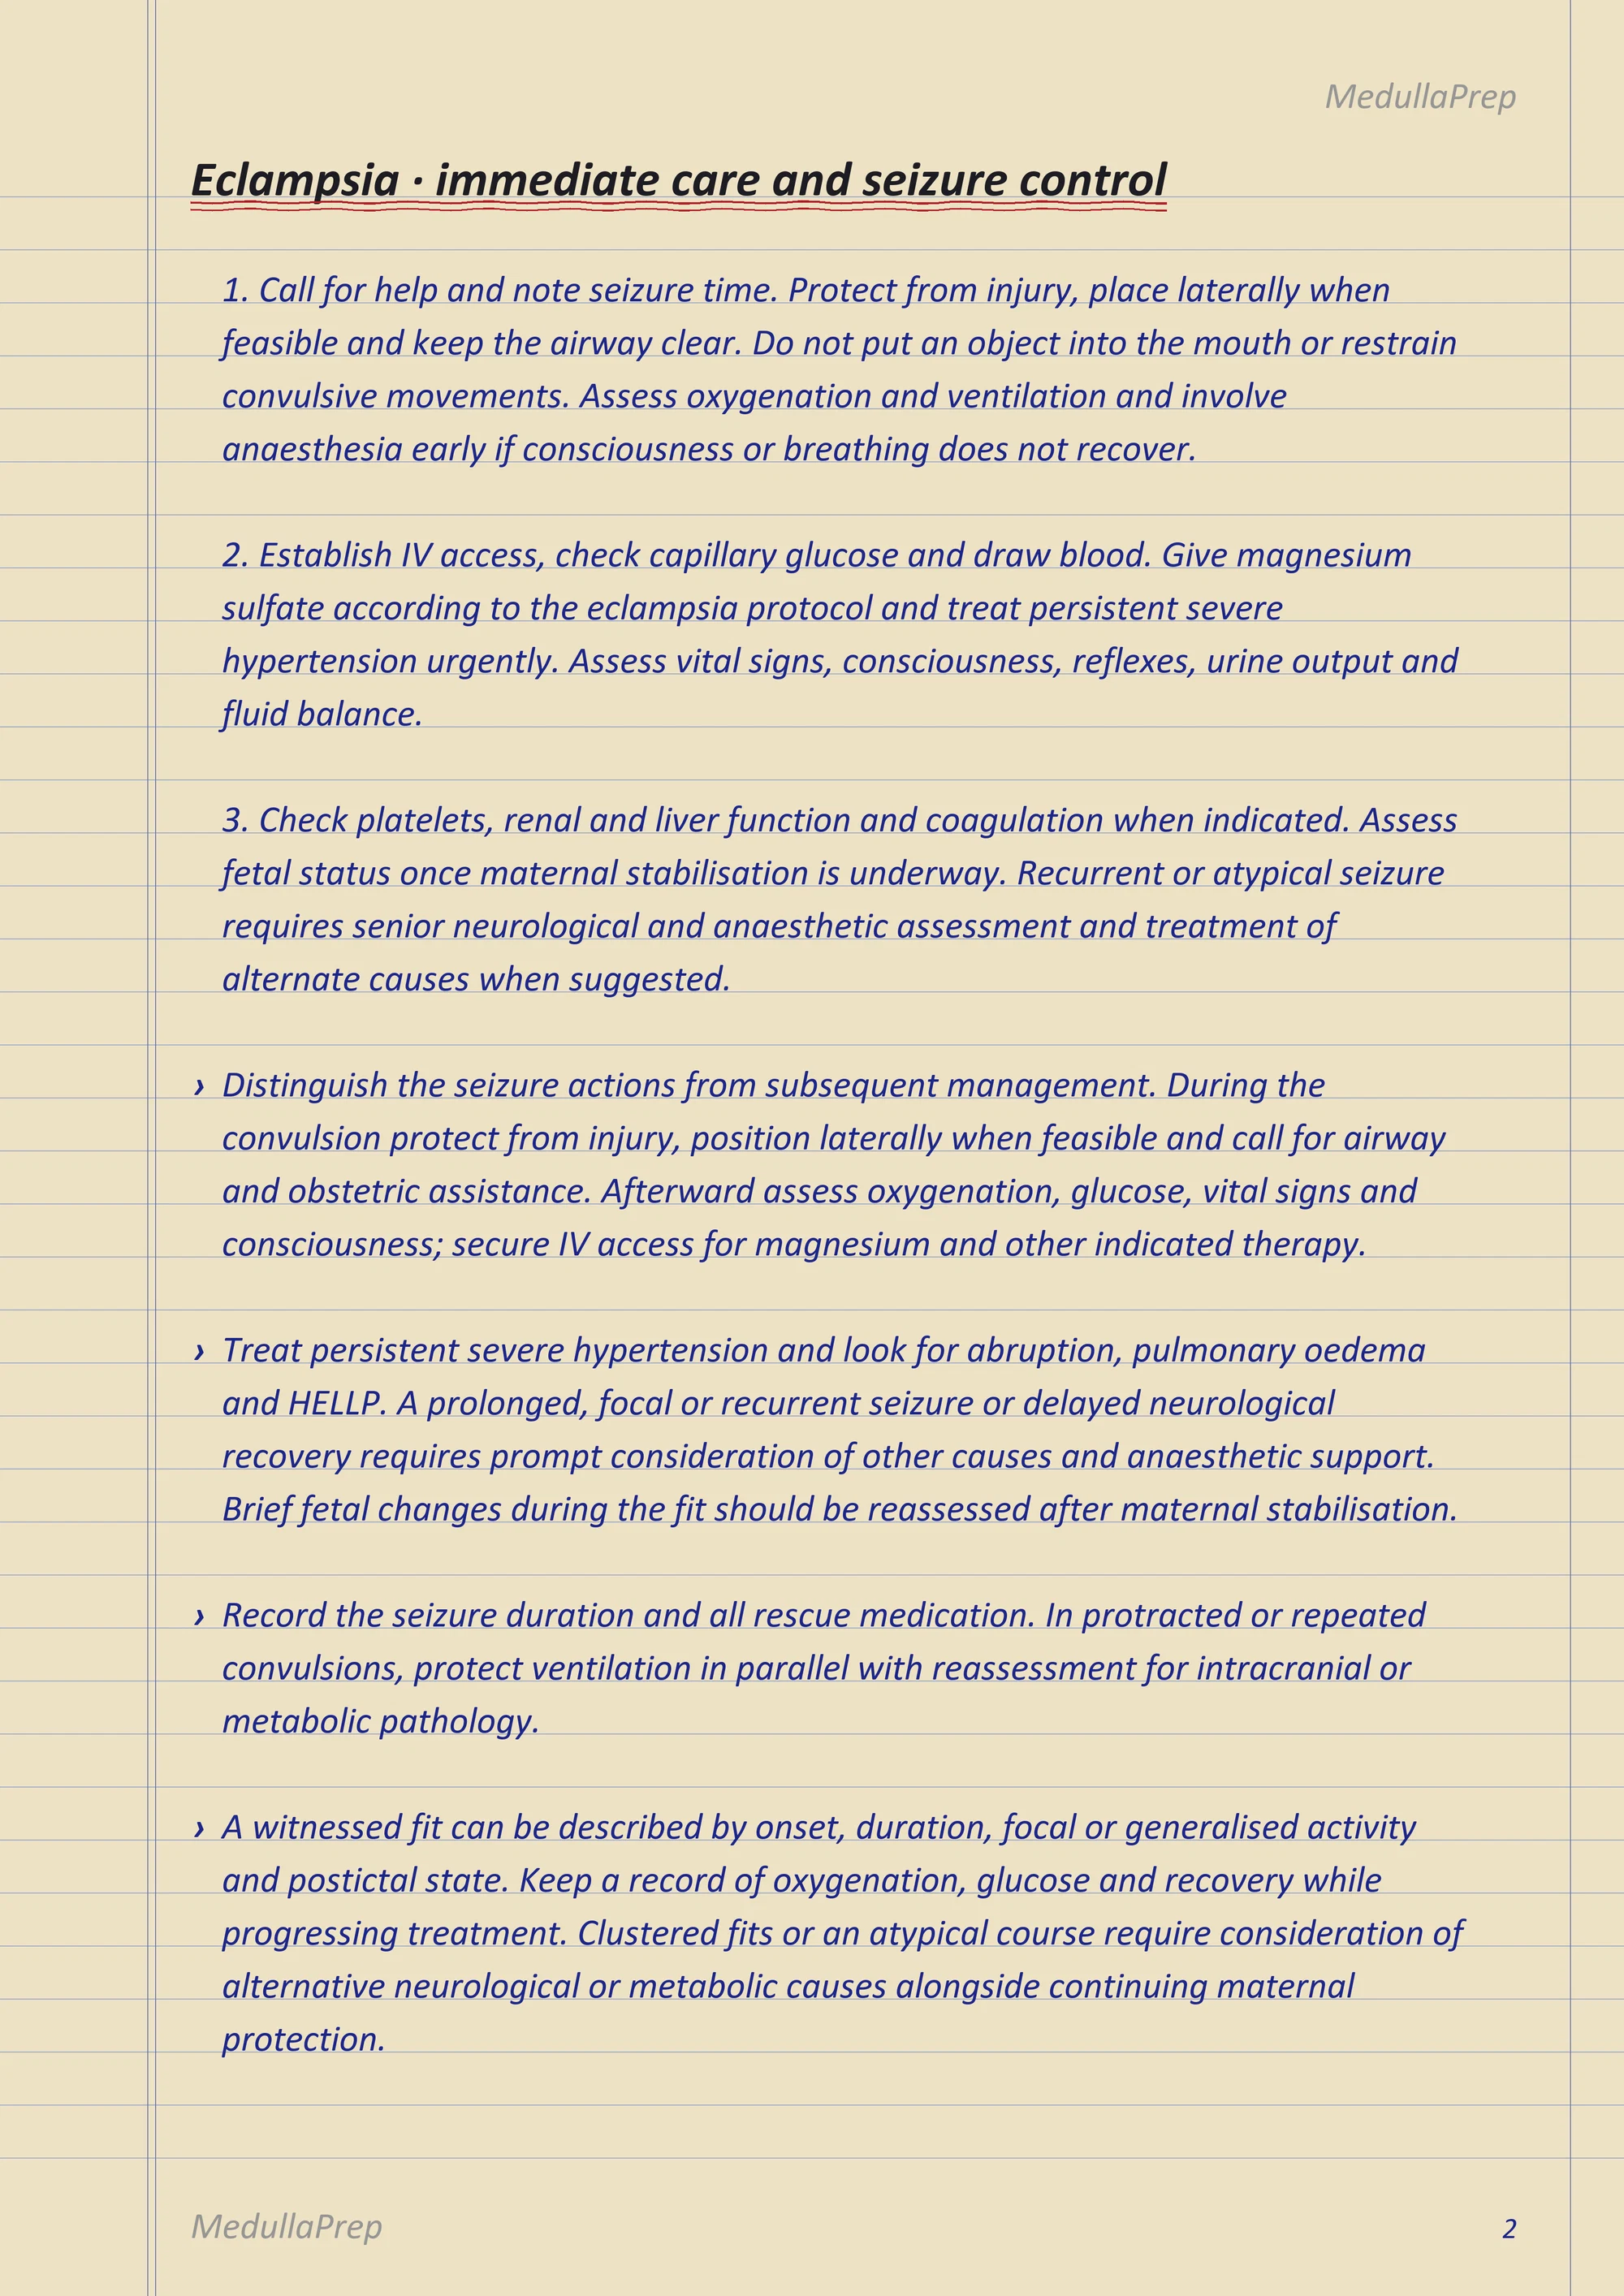 MedullaPrep
Eclampsia · immediate care and seizure control
1. Call for help and note seizure time. Protect from injury, place laterally when
feasible and keep the airway clear. Do not put an object into the mouth or restrain
convulsive movements. Assess oxygenation and ventilation and involve
anaesthesia early if consciousness or breathing does not recover.
2. Establish IV access, check capillary glucose and draw blood. Give magnesium
sulfate according to the eclampsia protocol and treat persistent severe
hypertension urgently. Assess vital signs, consciousness, reflexes, urine output and
fluid balance.
3. Check platelets, renal and liver function and coagulation when indicated. Assess
fetal status once maternal stabilisation is underway. Recurrent or atypical seizure
requires senior neurological and anaesthetic assessment and treatment of
alternate causes when suggested.
› Distinguish the seizure actions from subsequent management. During the
convulsion protect from injury, position laterally when feasible and call for airway
and obstetric assistance. Afterward assess oxygenation, glucose, vital signs and
consciousness; secure IV access for magnesium and other indicated therapy.
› Treat persistent severe hypertension and look for abruption, pulmonary oedema
and HELLP. A prolonged, focal or recurrent seizure or delayed neurological
recovery requires prompt consideration of other causes and anaesthetic support.
Brief fetal changes during the fit should be reassessed after maternal stabilisation.
› Record the seizure duration and all rescue medication. In protracted or repeated
convulsions, protect ventilation in parallel with reassessment for intracranial or
metabolic pathology.
› A witnessed fit can be described by onset, duration, focal or generalised activity
and postictal state. Keep a record of oxygenation, glucose and recovery while
progressing treatment. Clustered fits or an atypical course require consideration of
alternative neurological or metabolic causes alongside continuing maternal
protection.
MedullaPrep
2